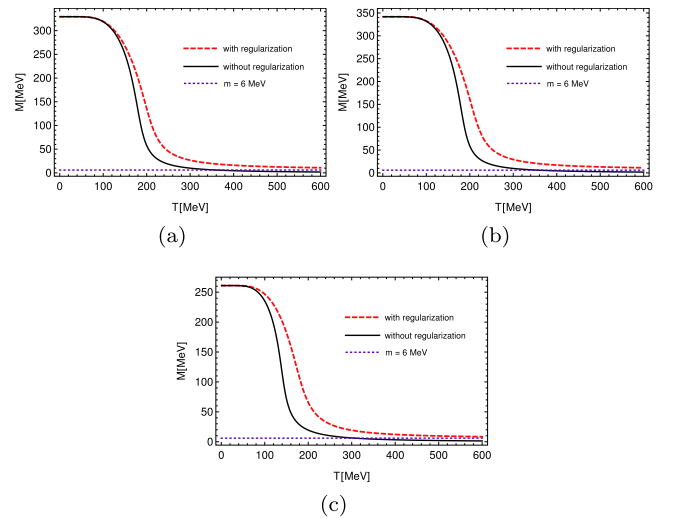 300
250
200
150
100
50
0
M[MeV]
with regularization
without regularization
m = 6 MeV
0 100 200 300 400 500 600
T[MeV]
(a)
350
300
250
200
150
100
50
0
M[MeV]
with regularization
without regularization
m = 6 MeV
0 100 200 300 400 500 600
T[MeV]
(b)
250
200
150
100
50
0
M[MeV]
with regularization
without regularization
m = 6 MeV
0 100 200 300 400 500 600
T[MeV]
(c)